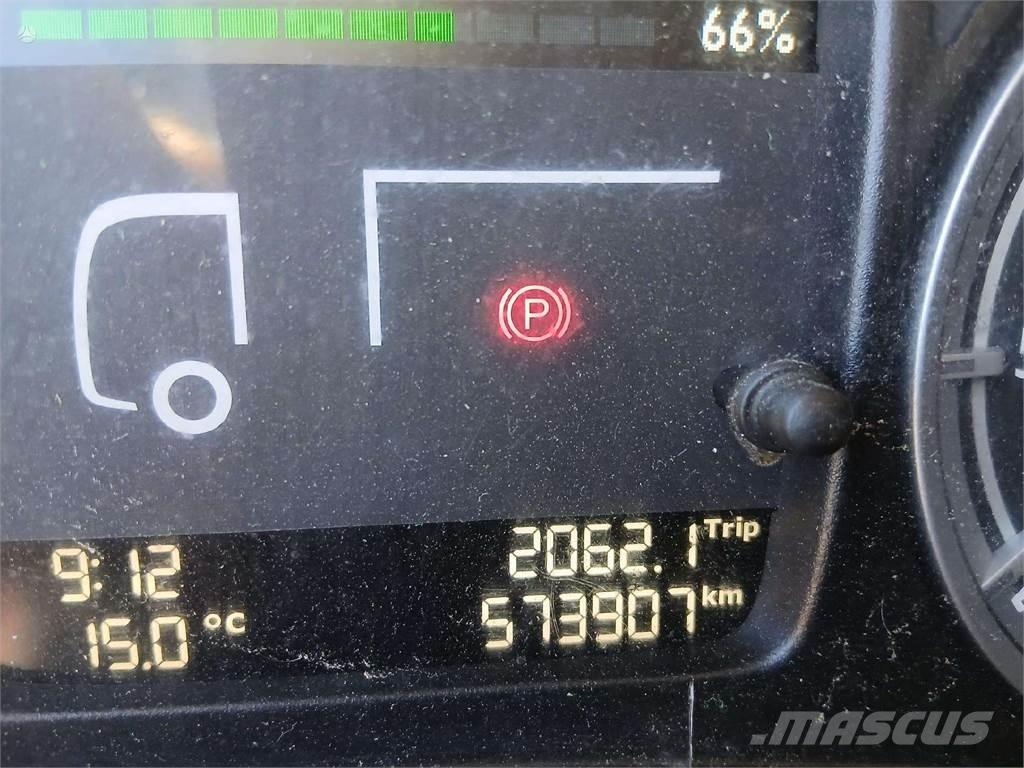 66%
P
9:12
2062.1 Trip
15.0 °C
573907 km
MASCUS